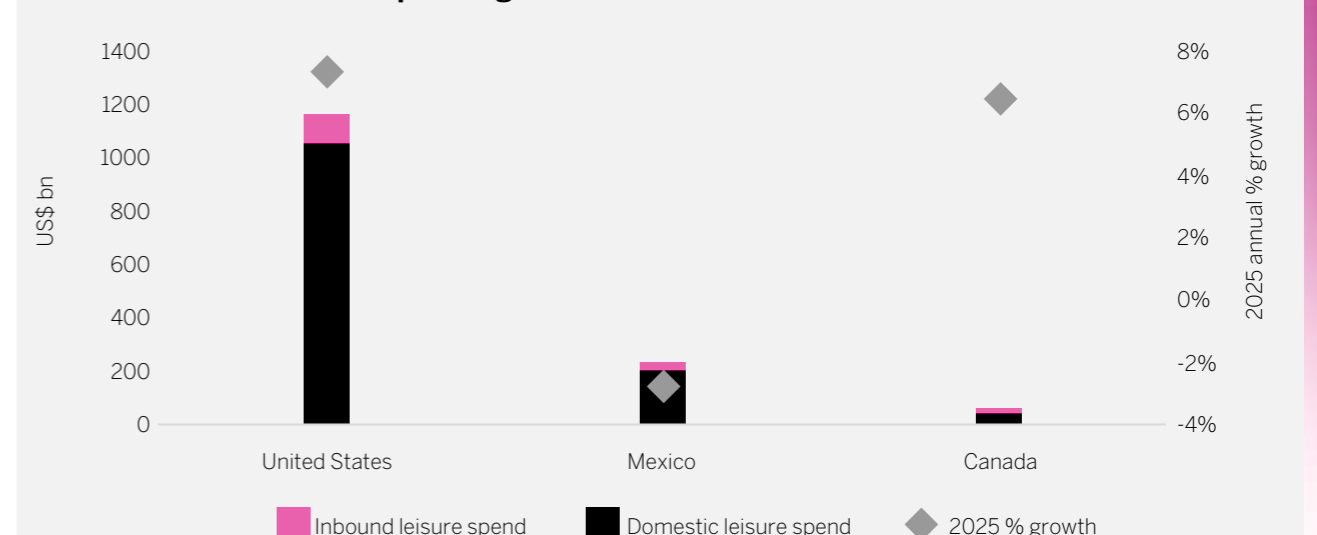 1400
1200
1000
800
600
400
200
0
US$ bn
8%
6%
4%
2%
0%
-2%
-4%
2025 annual % growth
United States
Mexico
Canada
Inbound leisure spend
Domestic leisure spend
2025 % growth